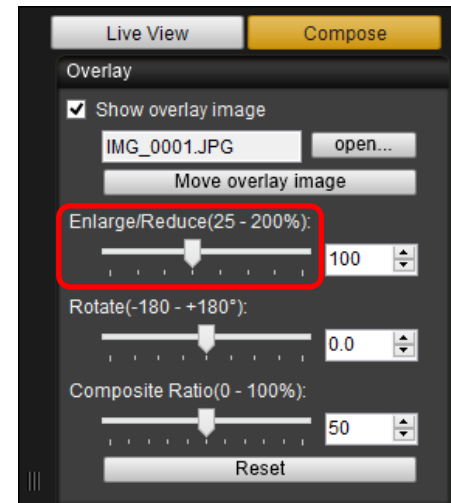 Live View Compose
Overlay
Show overlay image
IMG_0001.JPG open...
Move overlay image
Enlarge/Reduce(25 - 200%):
100
Rotate(-180 - +180°):
0.0
Composite Ratio(0 - 100%):
50
Reset